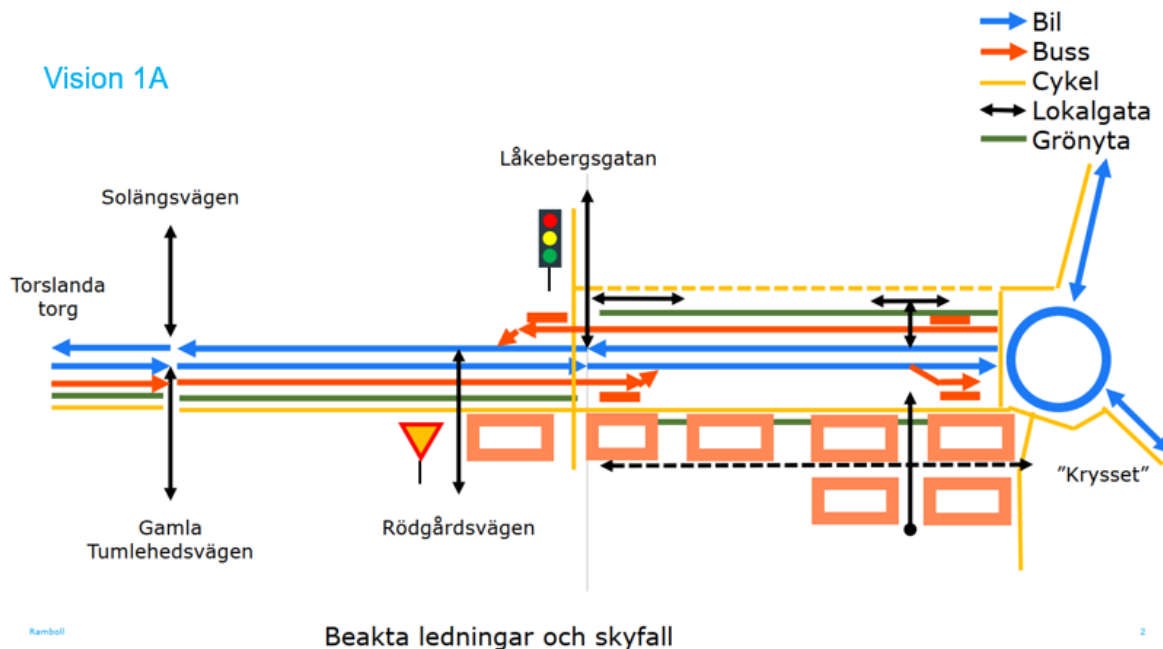 Vision 1A
Bil
Buss
Cykel
Lokalgata
Grönyta
Låkebergsgatan
Solängsvägen
Torslanda
torg
Gamla
Tumlehedsvägen
Rödgårdsvägen
"Krysset"
Beakta ledningar och skyfall
Ramboll
2